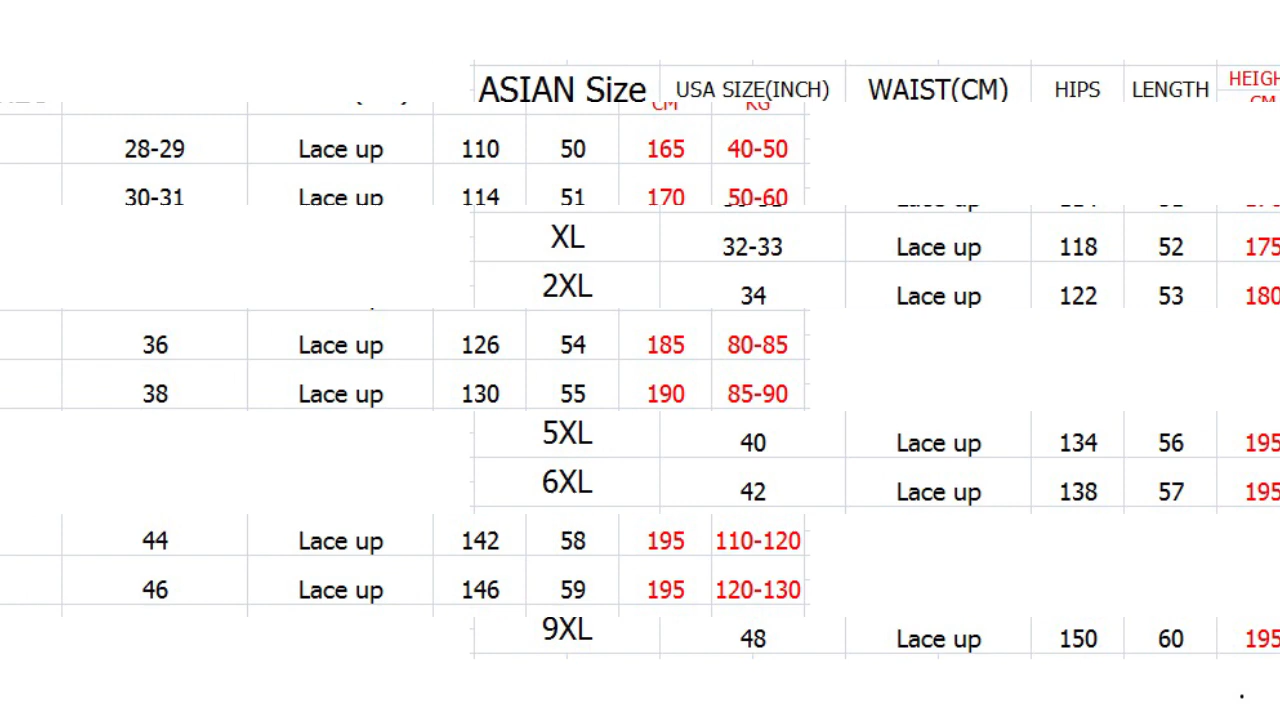 ASIAN Size USA SIZE(INCH) WAIST(CM) HIPS LENGTH
CM KG
28-29 Lace up 110 50 165 40-50
30-31 Lace up 114 51 170 50-60
XL 32-33 Lace up 118 52 175
2XL 34 Lace up 122 53 180
36 Lace up 126 54 185 80-85
38 Lace up 130 55 190 85-90
5XL 40 Lace up 134 56 195
6XL 42 Lace up 138 57 195
44 Lace up 142 58 195 110-120
46 Lace up 146 59 195 120-130
9XL 48 Lace up 150 60 195